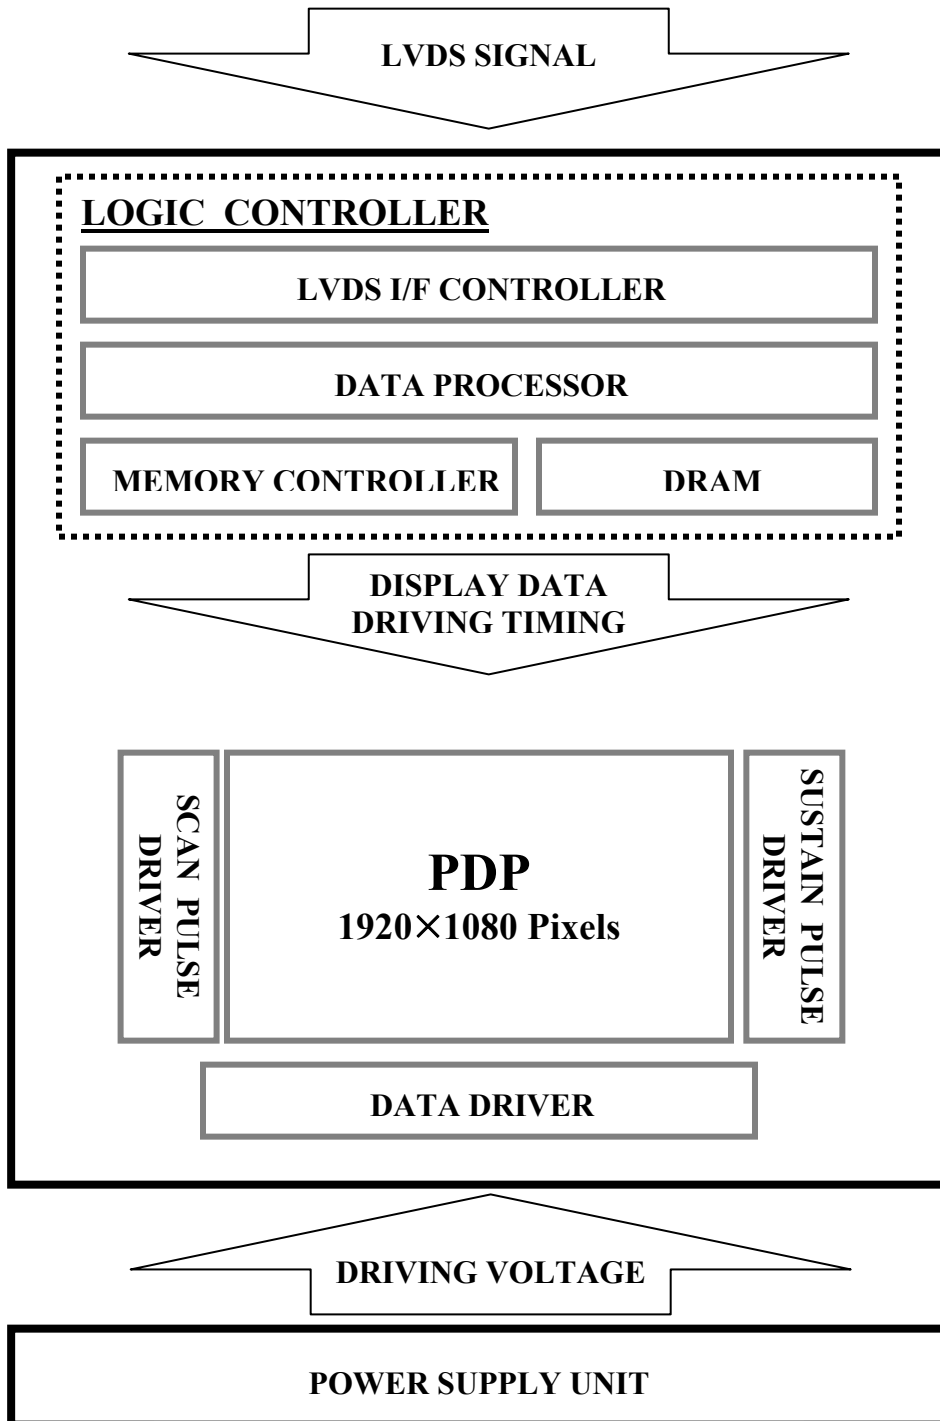 LVDS SIGNAL
LOGIC CONTROLLER
LVDS I/F CONTROLLER
DATA PROCESSOR
MEMORY CONTROLLER
DRAM
DISPLAY DATA
DRIVING TIMING
SCAN PULSE
DRIVER
PDP
1920×1080 Pixels
SUSTAIN PULSE
DRIVER
DATA DRIVER
DRIVING VOLTAGE
POWER SUPPLY UNIT